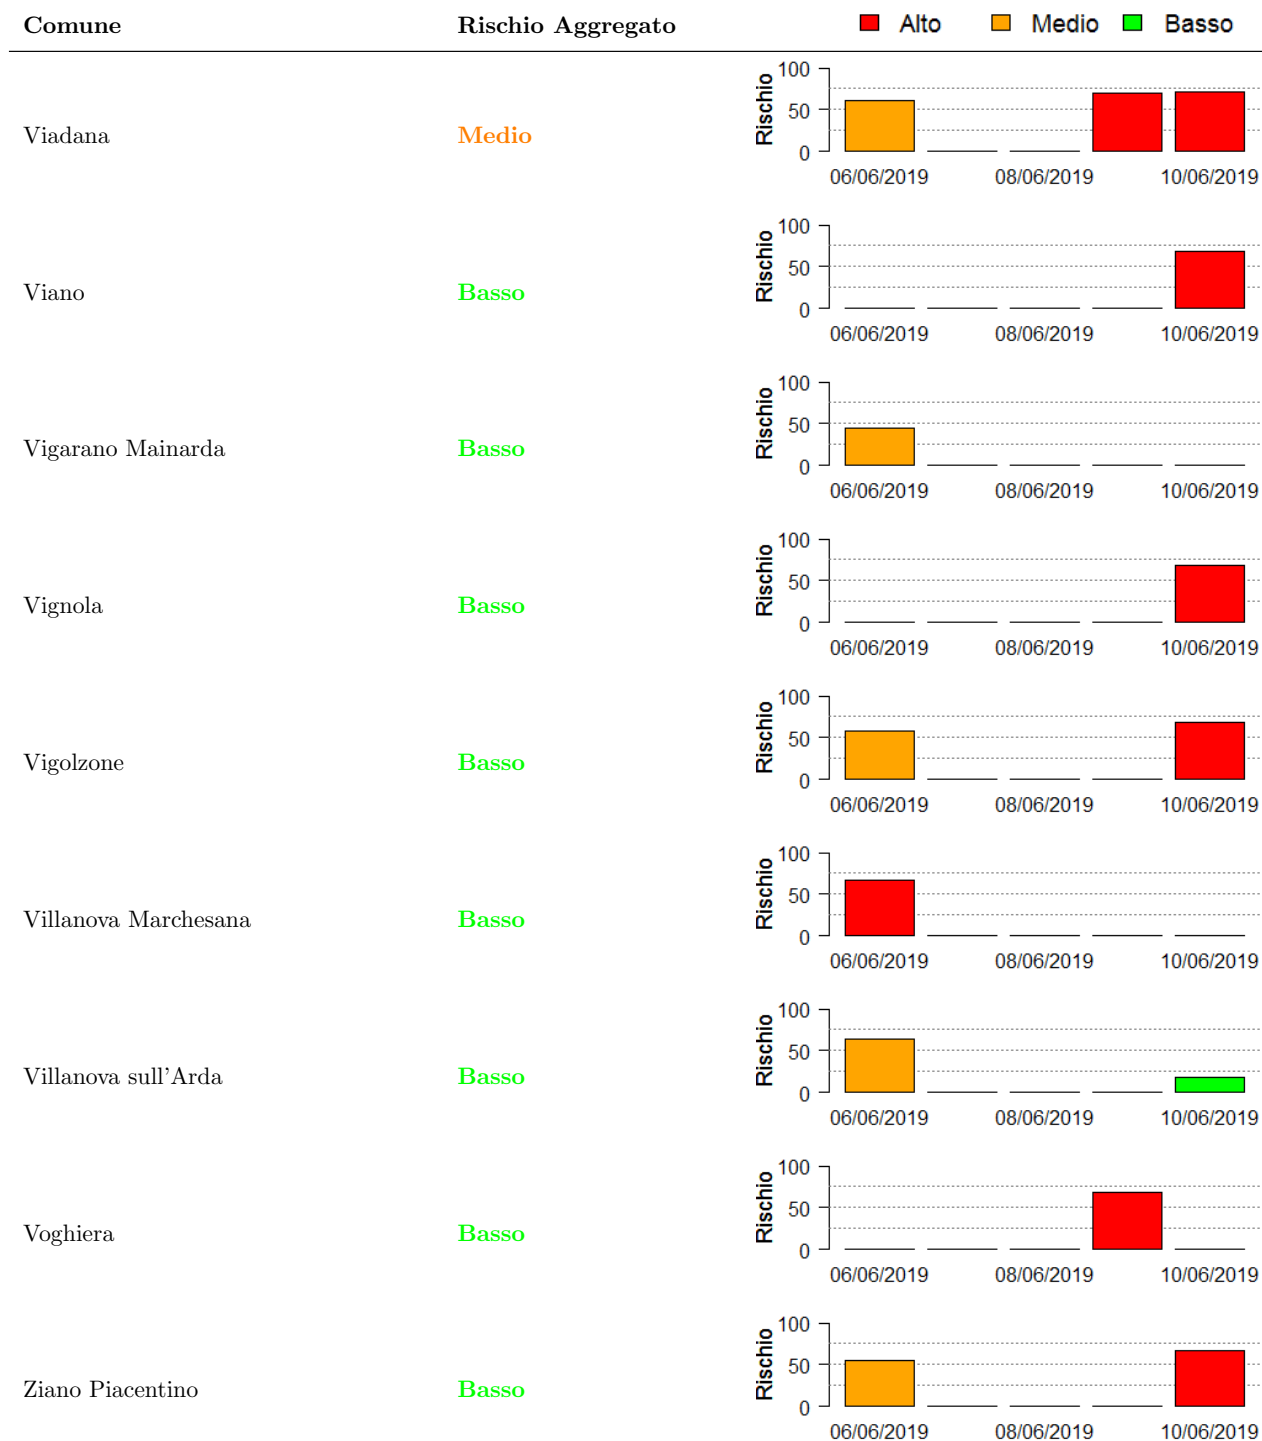 Comune Rischio Aggregato Alto Medio Basso
100
50
0
Rischio
Viadana Medio
06/06/2019 08/06/2019 10/06/2019
100
50
0
Rischio
Viano Basso
06/06/2019 08/06/2019 10/06/2019
100
50
0
Rischio
Vigarano Mainarda Basso
06/06/2019 08/06/2019 10/06/2019
100
50
0
Rischio
Vignola Basso
06/06/2019 08/06/2019 10/06/2019
100
50
0
Rischio
Vigolzone Basso
06/06/2019 08/06/2019 10/06/2019
100
50
0
Rischio
Villanova Marchesana Basso
06/06/2019 08/06/2019 10/06/2019
100
50
0
Rischio
Villanova sull'Arda Basso
06/06/2019 08/06/2019 10/06/2019
100
50
0
Rischio
Voghiera Basso
06/06/2019 08/06/2019 10/06/2019
100
50
0
Rischio
Ziano Piacentino Basso
06/06/2019 08/06/2019 10/06/2019